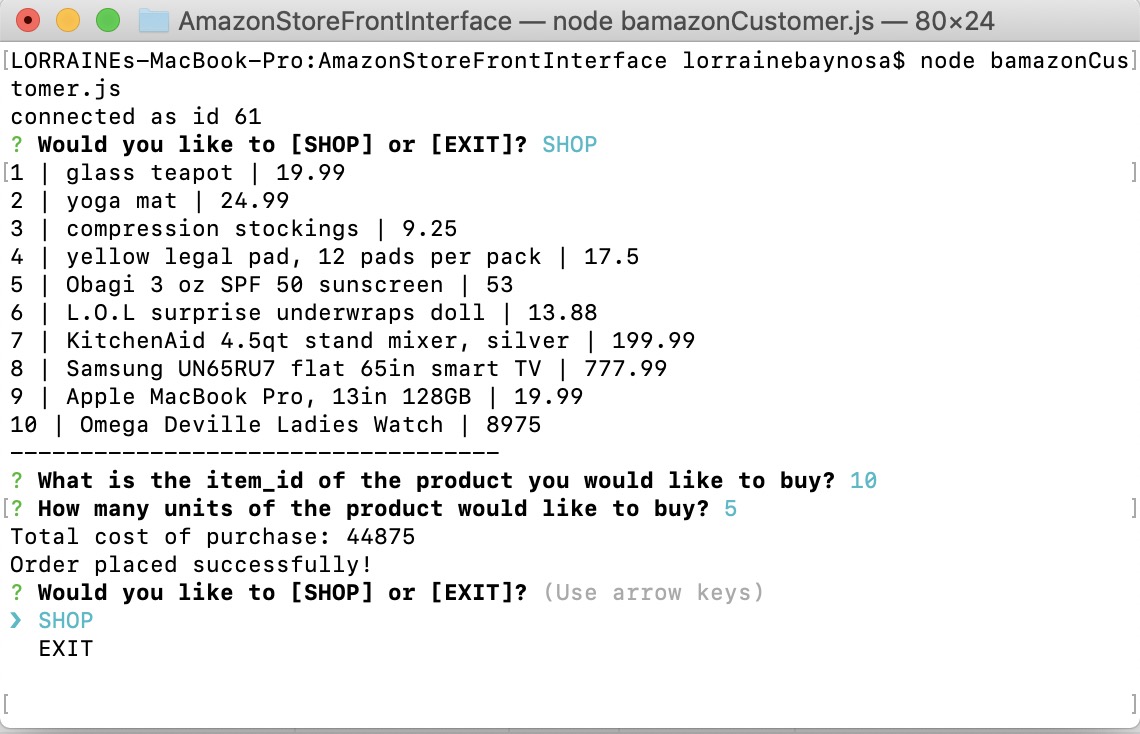 AmazonStoreFrontInterface — node bamazonCustomer.js — 80×24
[LORRAINEs-MacBook-Pro:AmazonStoreFrontInterface lorrainebaynosa$ node bamazonCus]
tomer.js
connected as id 61
? Would you like to [SHOP] or [EXIT]? SHOP
[1 | glass teapot | 19.99 ]
2 | yoga mat | 24.99
3 | compression stockings | 9.25
4 | yellow legal pad, 12 pads per pack | 17.5
5 | Obagi 3 oz SPF 50 sunscreen | 53
6 | L.O.L surprise underwraps doll | 13.88
7 | KitchenAid 4.5qt stand mixer, silver | 199.99
8 | Samsung UN65RU7 flat 65in smart TV | 777.99
9 | Apple MacBook Pro, 13in 128GB | 19.99
10 | Omega Deville Ladies Watch | 8975
-----------------------------------
? What is the item_id of the product you would like to buy? 10
[? How many units of the product would like to buy? 5 ]
Total cost of purchase: 44875
Order placed successfully!
? Would you like to [SHOP] or [EXIT]? (Use arrow keys)
❯ SHOP
EXIT
[ ]